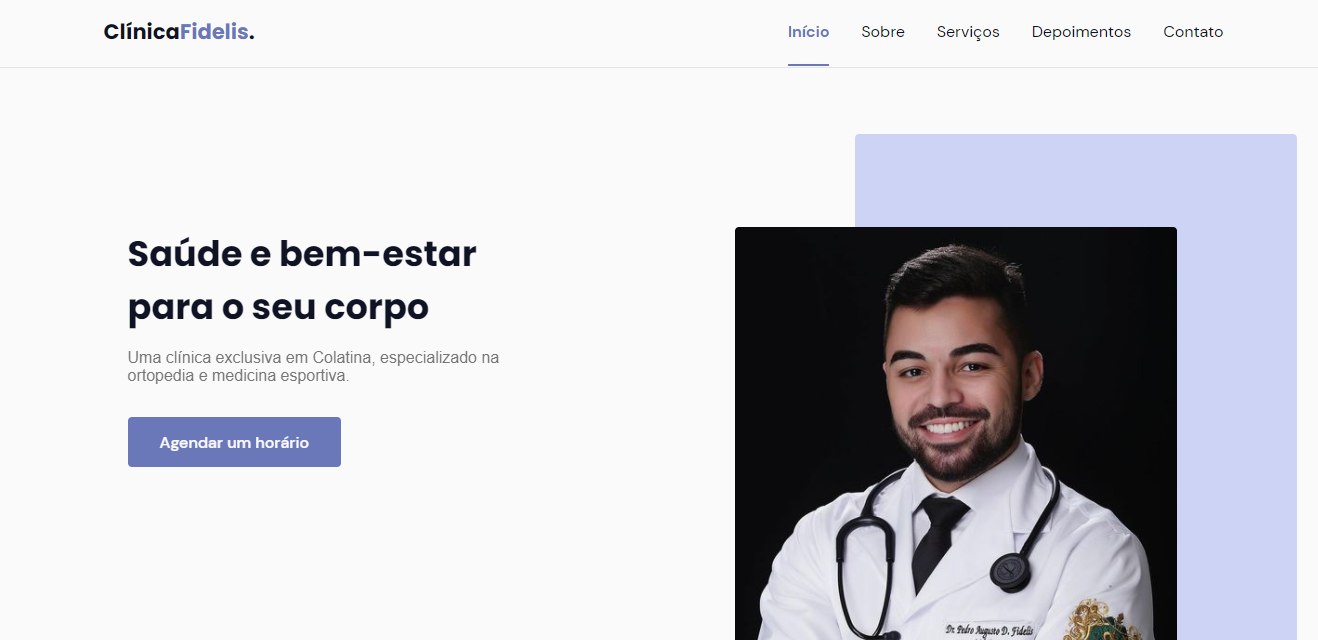 ClínicaFidelis.
Início Sobre Serviços Depoimentos Contato
Saúde e bem-estar
para o seu corpo
Uma clínica exclusiva em Colatina, especializado na
ortopedia e medicina esportiva.
Agendar um horário
Dr. Pedro Augusto D. Fidelis